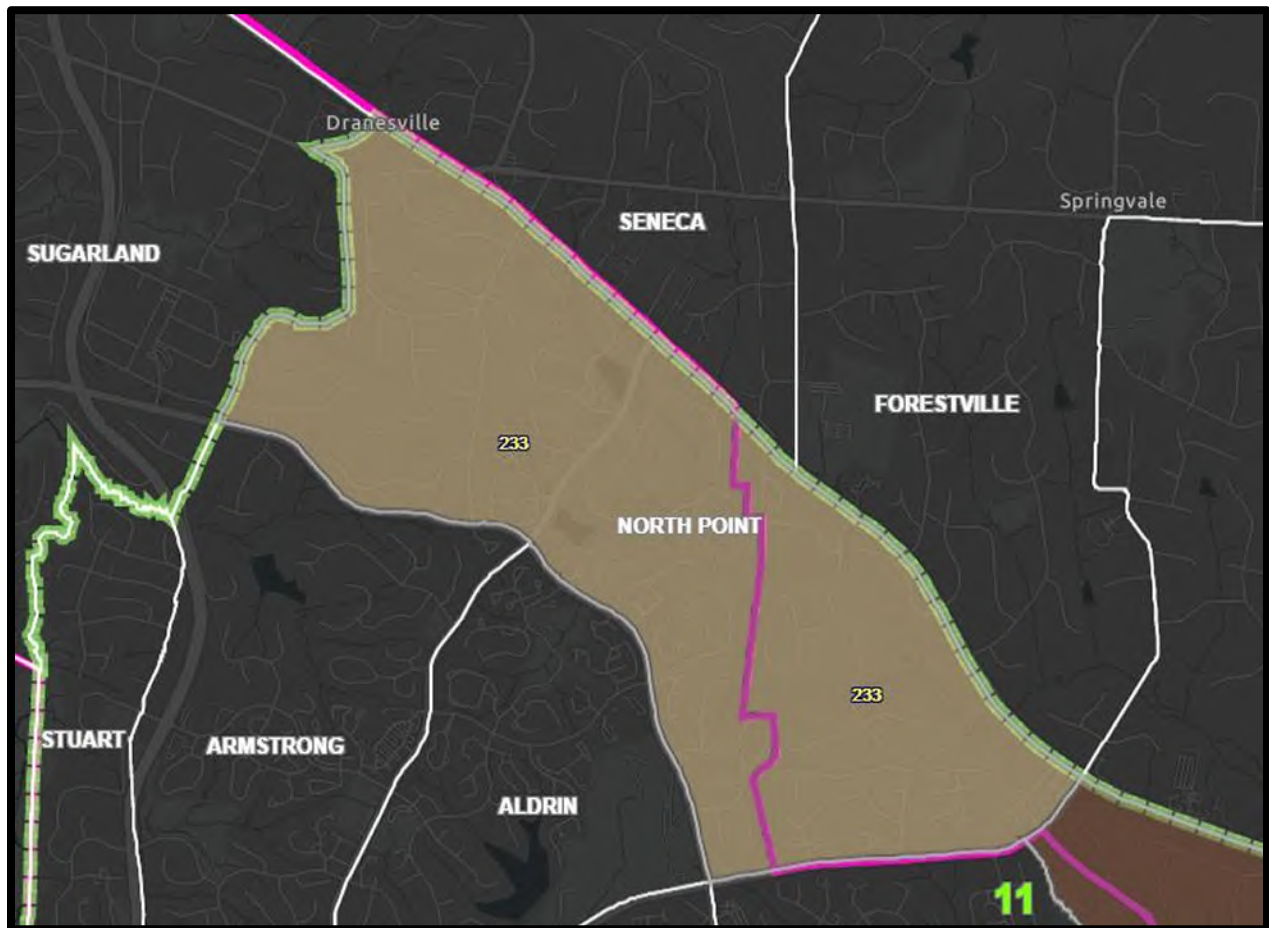 Dranesville
Springvale
SENECA
SUGARLAND
FORESTVILLE
233
NORTH POINT
233
STUART
ARMSTRONG
ALDRIN
11